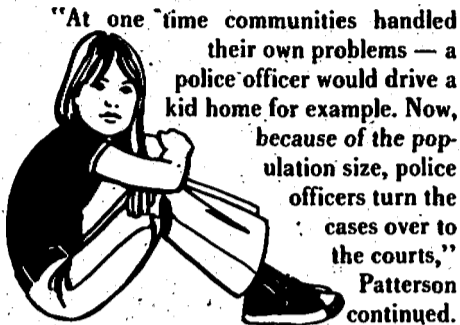 "At one time communities handled
their own problems — a
police officer would drive a
kid home for example. Now,
because of the pop-
ulation size, police
officers turn the
cases over to
the courts,"
Patterson
continued.